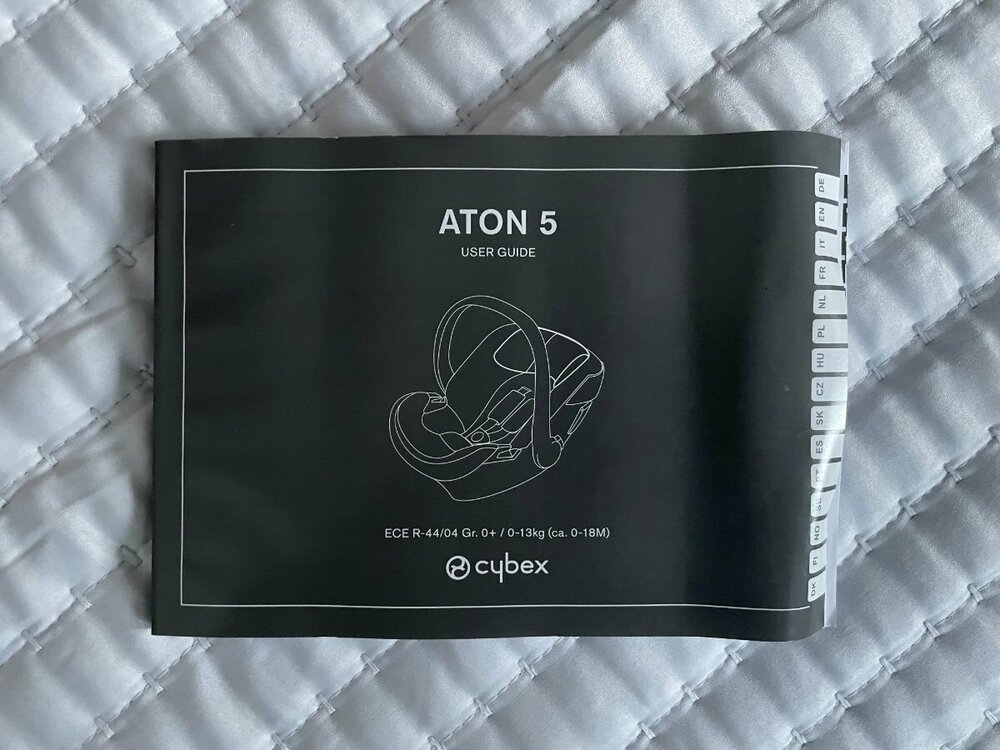 ATON 5
USER GUIDE
ECE R-44/04 Gr. 0+ / 0-13kg (ca. 0-18M)
cybex
DE
EN
IT
FR
NL
PL
HU
CZ
SK
ES
PT
NO
FI
DK